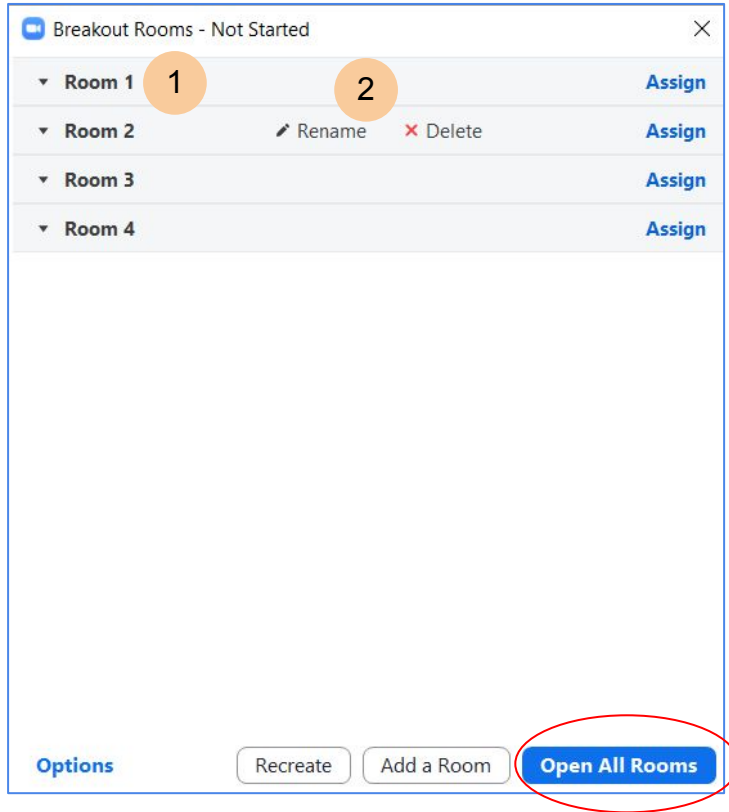 Breakout Rooms - Not Started
Room 1 1 2 Assign
Room 2 Rename Delete Assign
Room 3 Assign
Room 4 Assign
Options Recreate Add a Room Open All Rooms